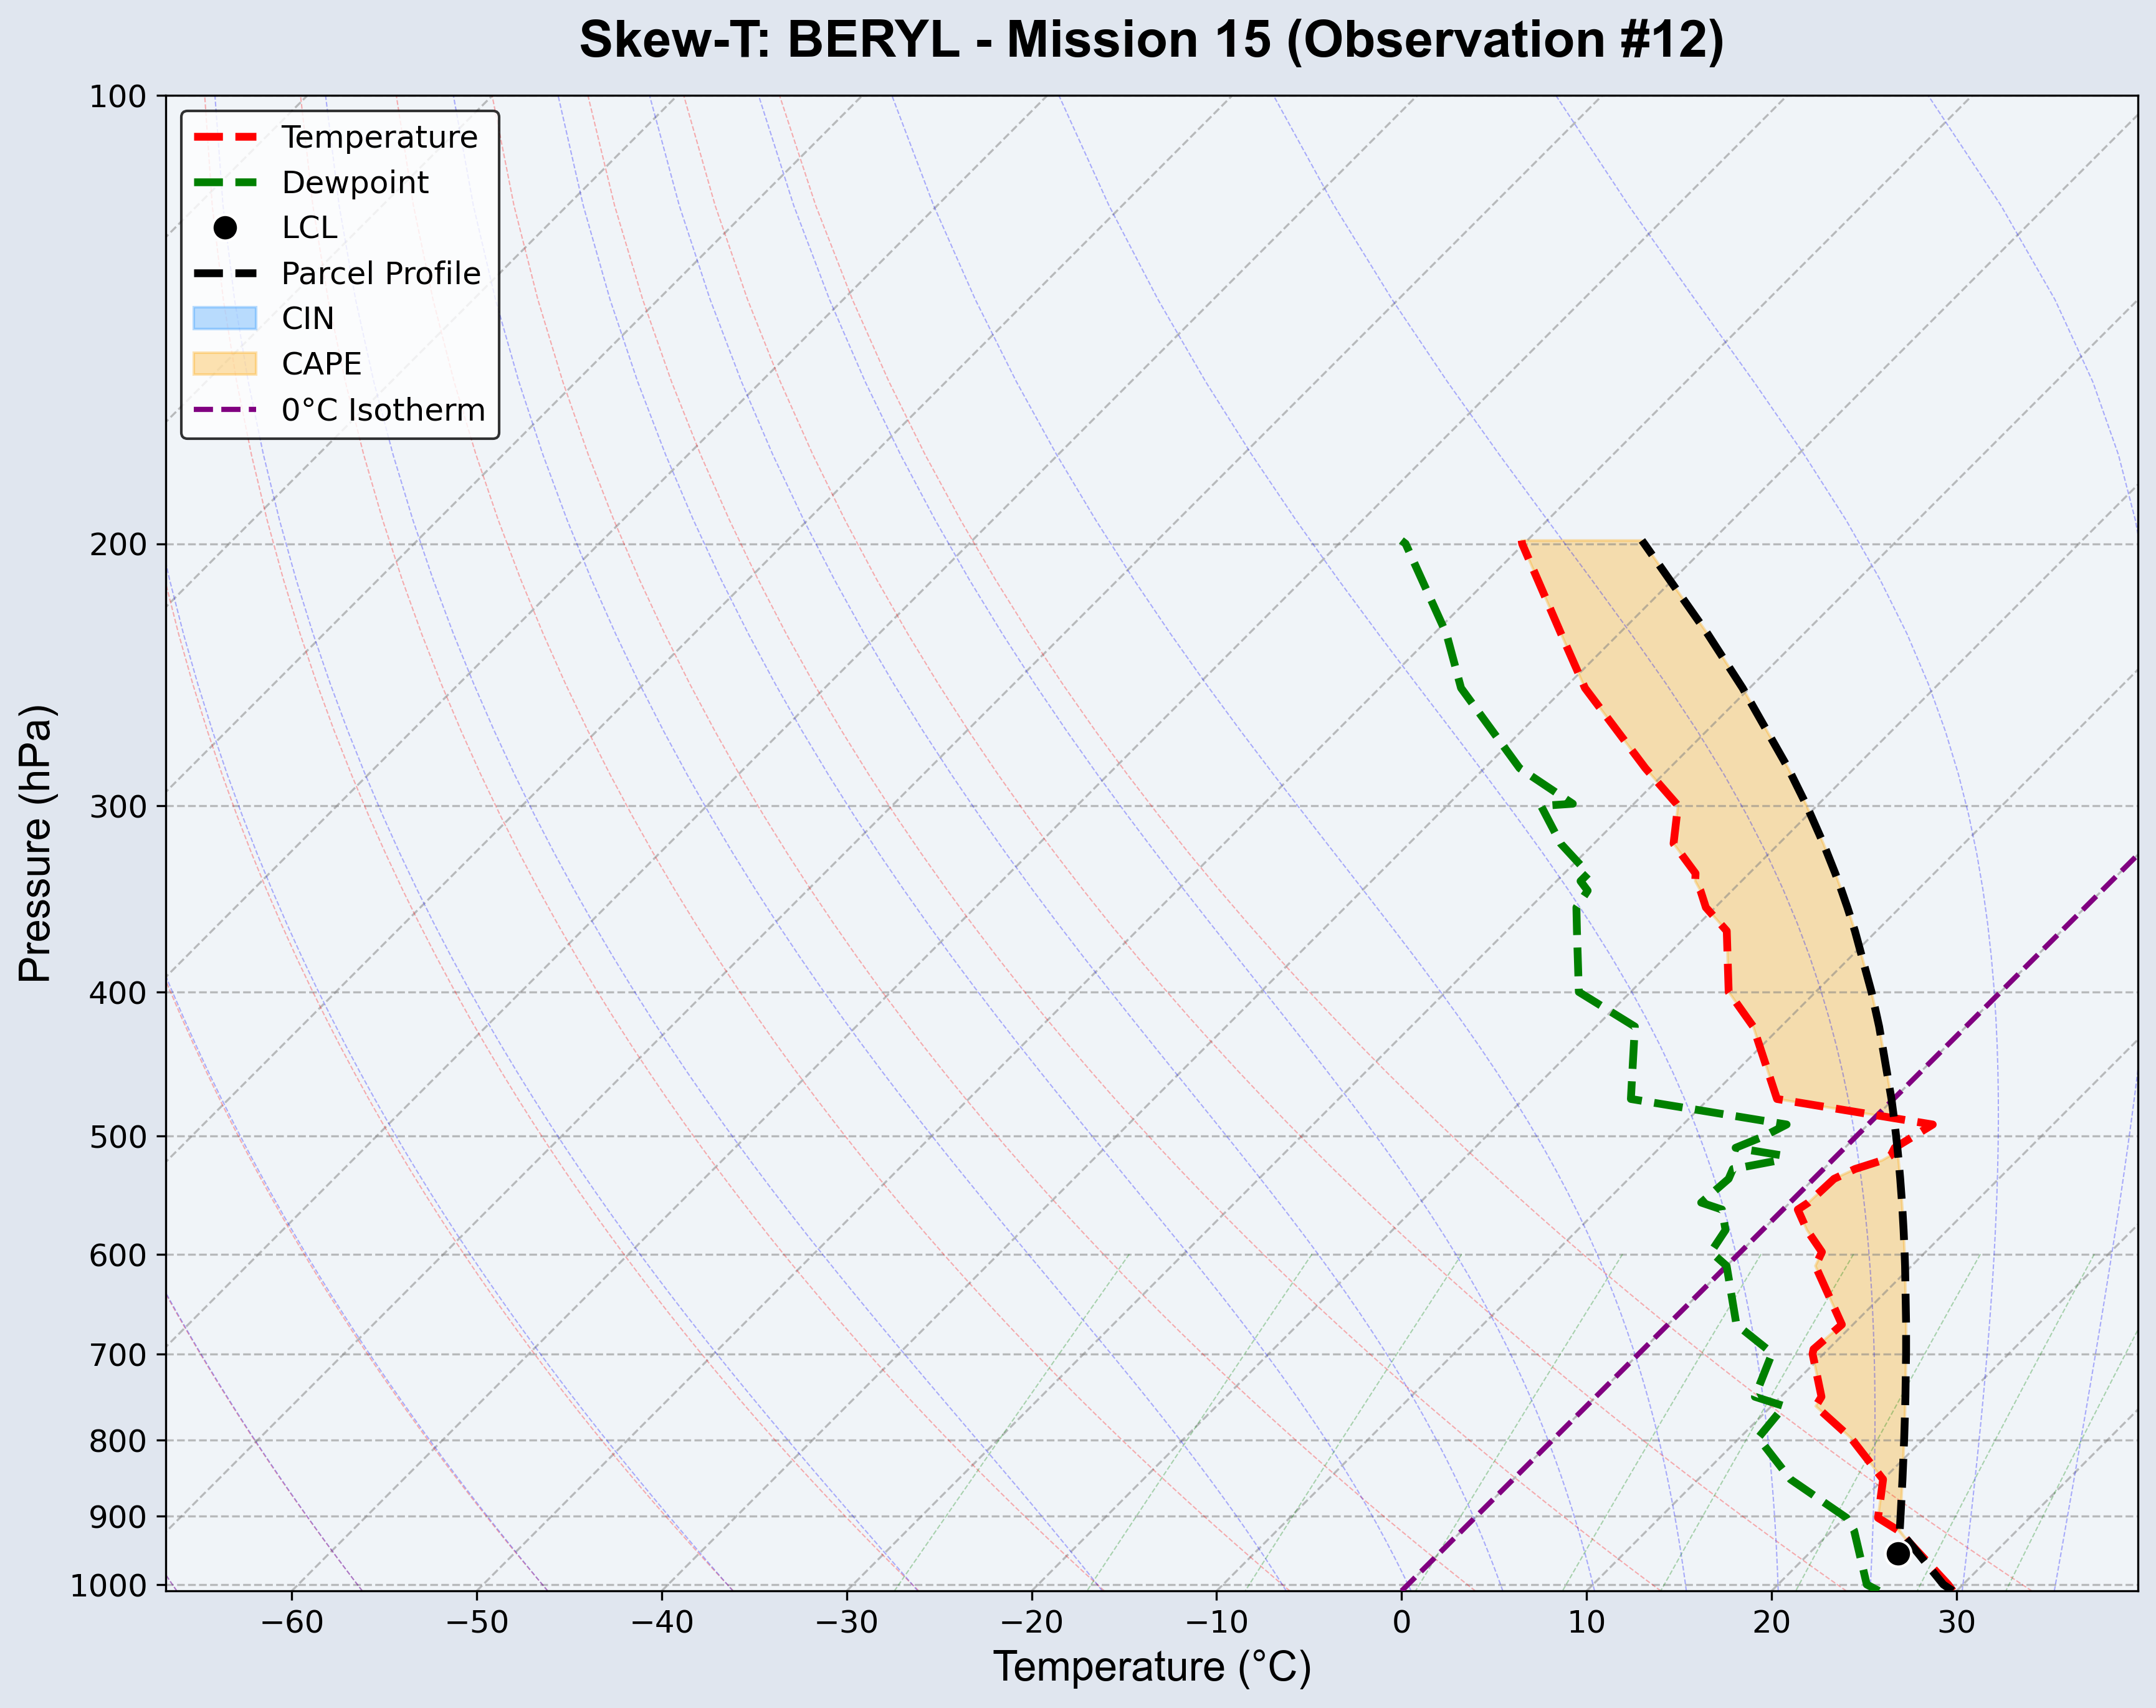 Skew-T: BERYL - Mission 15 (Observation #12)
Temperature
Dewpoint
LCL
Parcel Profile
CIN
CAPE
0°C Isotherm
Pressure (hPa)
100
200
300
400
500
600
700
800
900
1000
−60 −50 −40 −30 −20 −10 0 10 20 30
Temperature (°C)